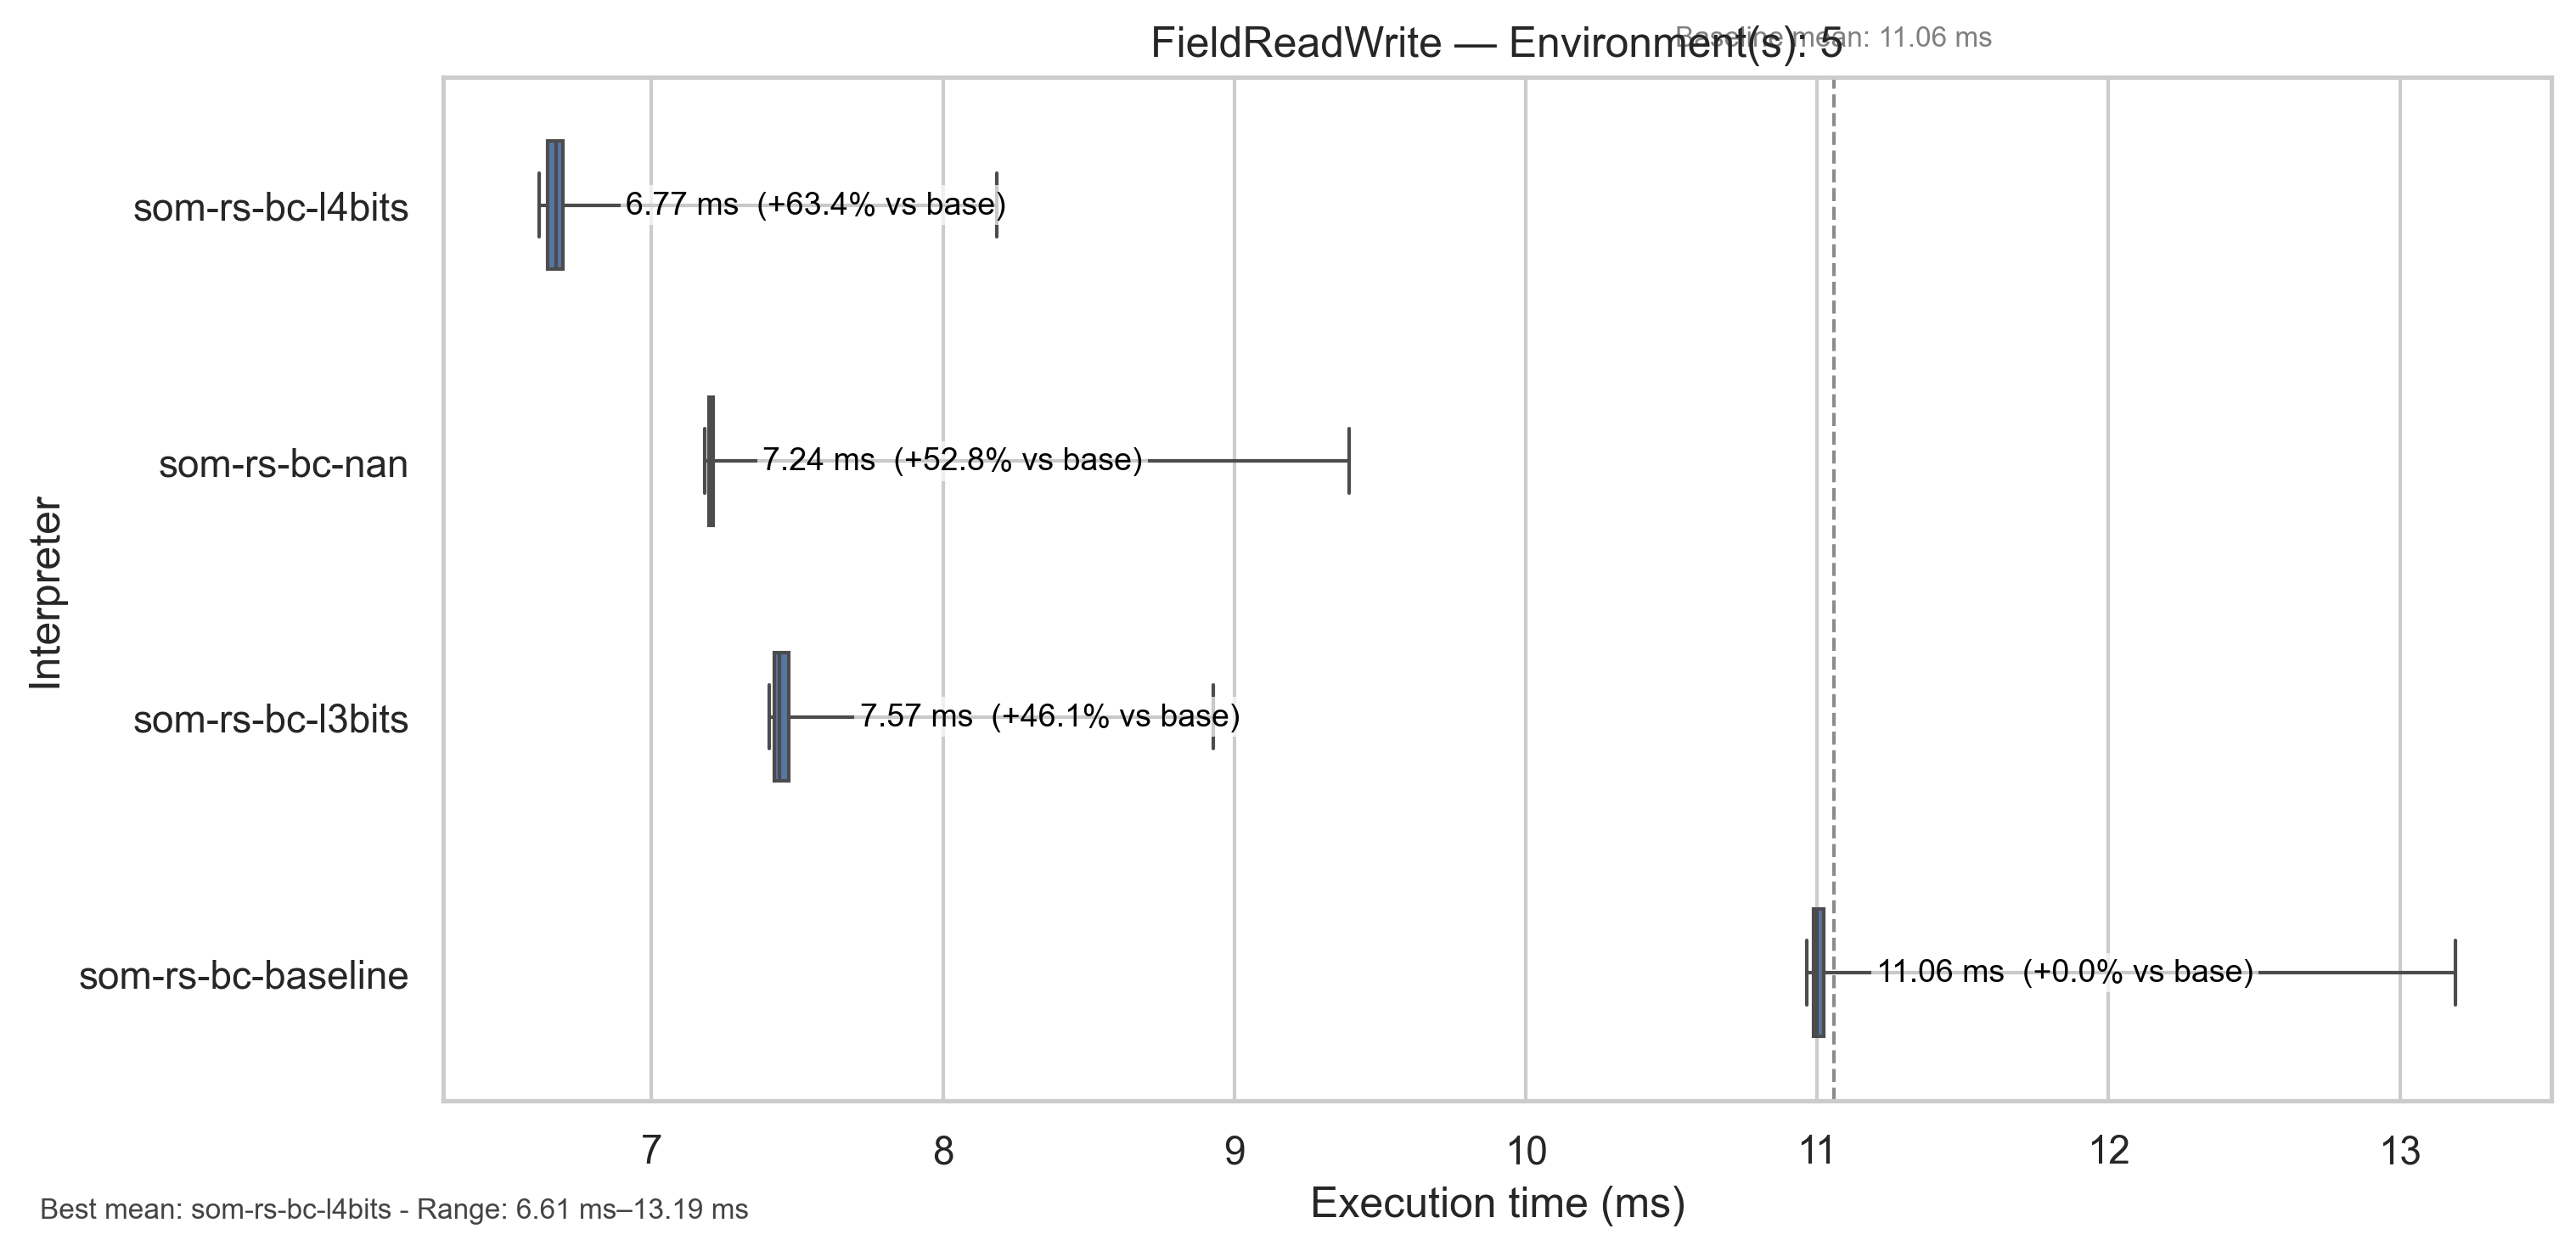 FieldReadWrite — Environment(s): 5
Baseline mean: 11.06 ms
Interpreter
som-rs-bc-l4bits
6.77 ms (+63.4% vs base)
som-rs-bc-nan
7.24 ms (+52.8% vs base)
som-rs-bc-l3bits
7.57 ms (+46.1% vs base)
som-rs-bc-baseline
11.06 ms (+0.0% vs base)
7 8 9 10 11 12 13
Execution time (ms)
Best mean: som-rs-bc-l4bits - Range: 6.61 ms–13.19 ms